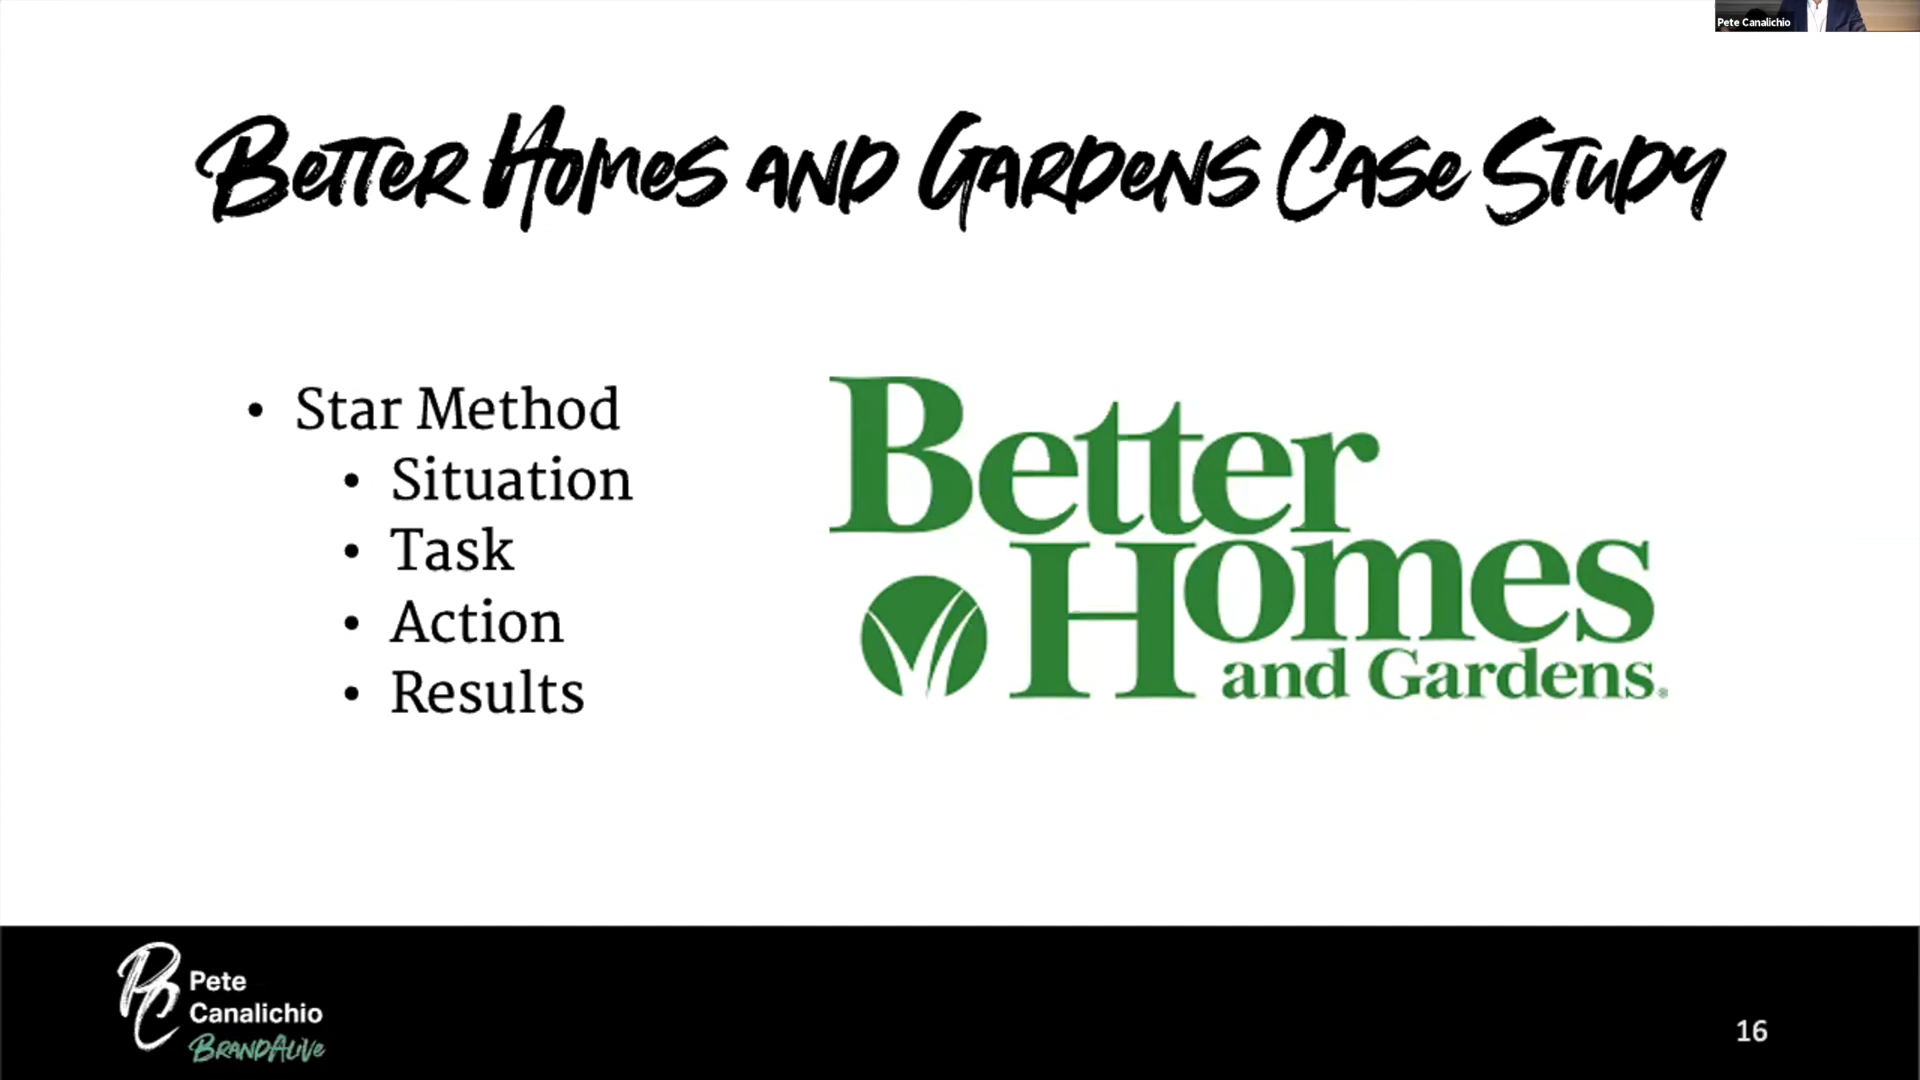 Pete Canalichio
Better Homes and Gardens Case Study
• Star Method
• Situation
• Task
• Action
• Results
Better
Homes
and Gardens®
PC
Pete
Canalichio
BrandAlive
16